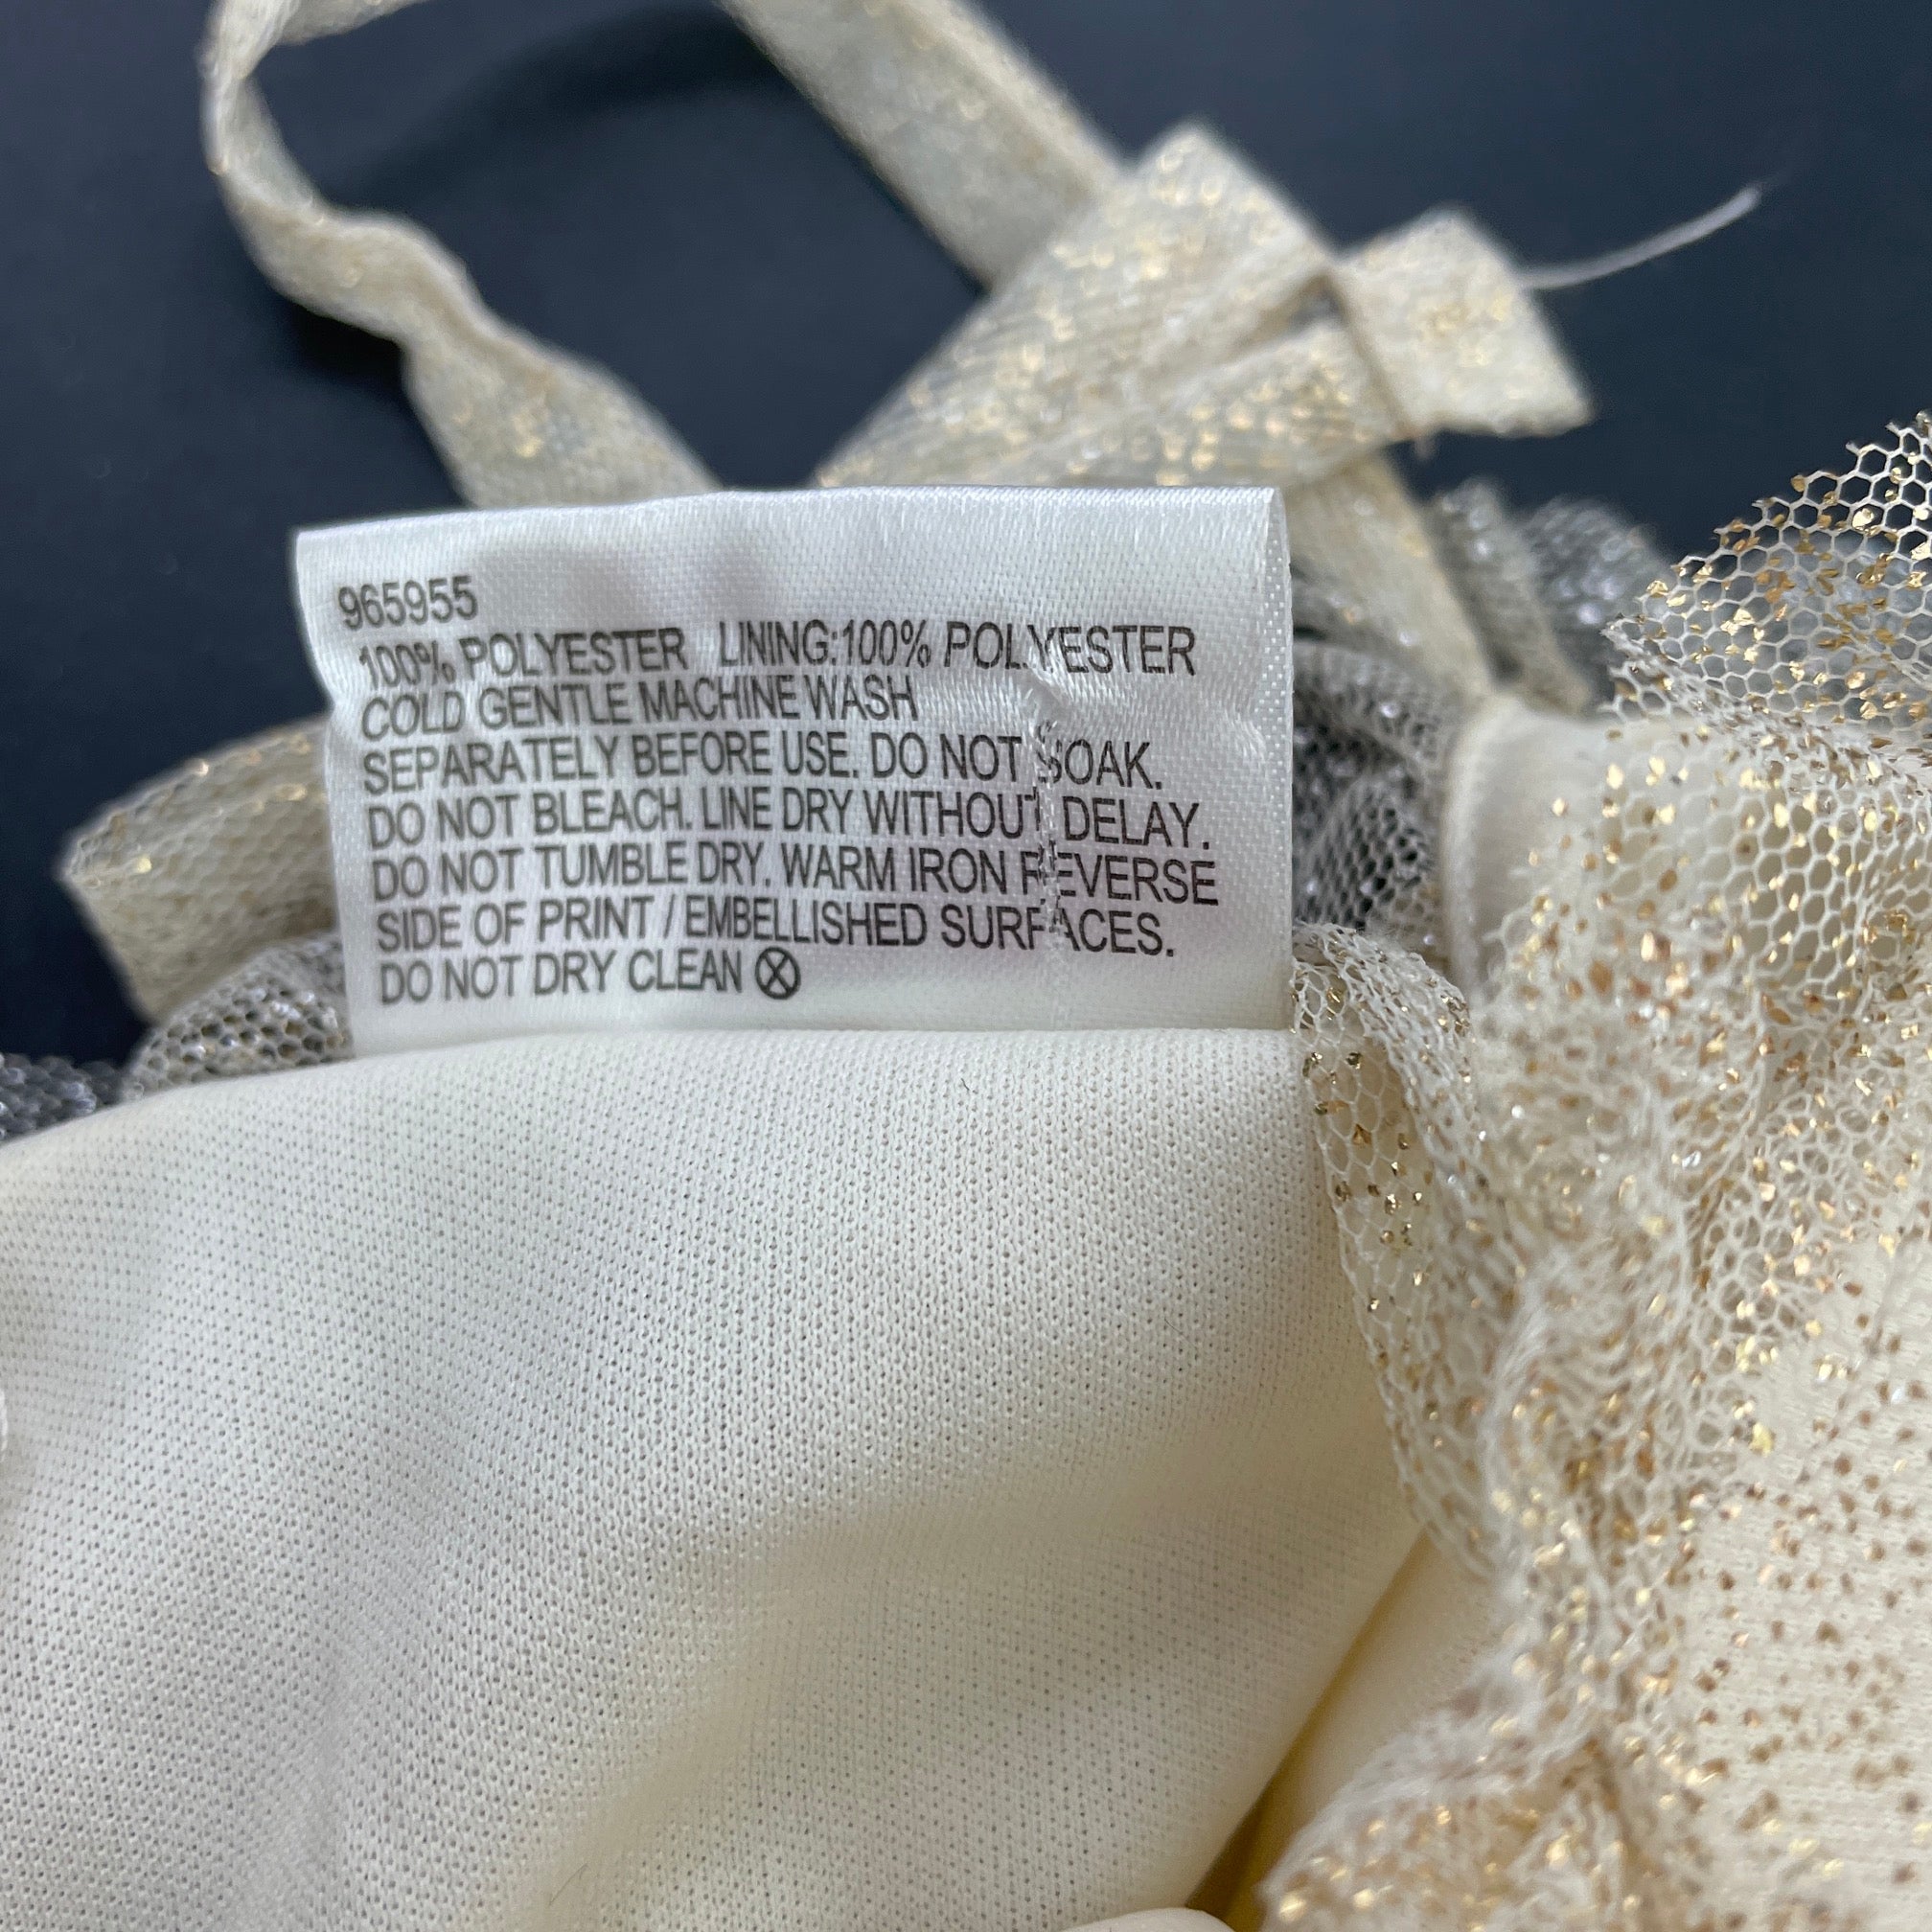 965955
100% POLYESTER LINING:100% POLYESTER
COLD GENTLE MACHINE WASH
SEPARATELY BEFORE USE. DO NOT SOAK.
DO NOT BLEACH. LINE DRY WITHOUT DELAY.
DO NOT TUMBLE DRY. WARM IRON REVERSE
SIDE OF PRINT / EMBELLISHED SURFACES.
DO NOT DRY CLEAN